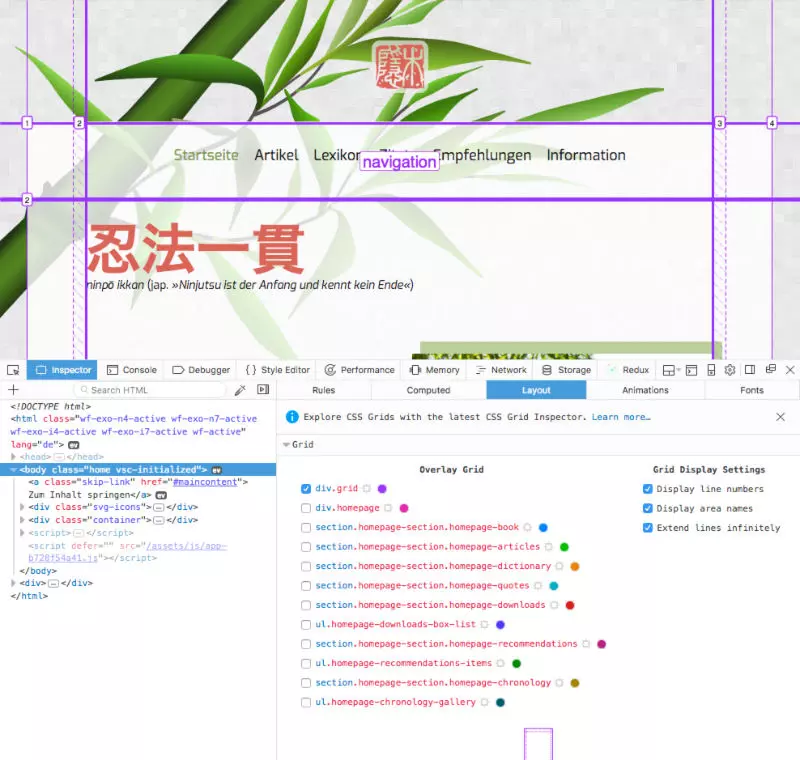 1
2
3
4
Startseite Artikel Lexikon Empfehlungen Information
navigation
2
忍法一貫
ninpō ikkan (jap. »Ninjutsu ist der Anfang und kennt kein Ende«)
Inspector Console Debugger { } Style Editor Performance Memory Network Storage Redux
+ Search HTML
Rules Computed Layout Animations Fonts
<!DOCTYPE html>
<html class="wf-exo-n4-active wf-exo-n7-active
wf-exo-i4-active wf-exo-i7-active wf-active"
lang="de"> ev
<head>…</head>
<body class="home vsc-initialized"> ev
<a class="skip-link" href="#maincontent">
Zum Inhalt springen</a> ev
<div class="svg-icons">…</div>
<div class="container">…</div>
<script>…</script>
<script defer="" src="/assets/js/app-
b728f54a41.js"></script>
</body>
<div>…</div>
</html>
Explore CSS Grids with the latest CSS Grid Inspector. Learn more…
Grid
Overlay Grid
div.grid
div.homepage
section.homepage-section.homepage-book
section.homepage-section.homepage-articles
section.homepage-section.homepage-dictionary
section.homepage-section.homepage-quotes
section.homepage-section.homepage-downloads
ul.homepage-downloads-box-list
section.homepage-section.homepage-recommendations
ul.homepage-recommendations-items
section.homepage-section.homepage-chronology
ul.homepage-chronology-gallery
Grid Display Settings
Display line numbers
Display area names
Extend lines infinitely